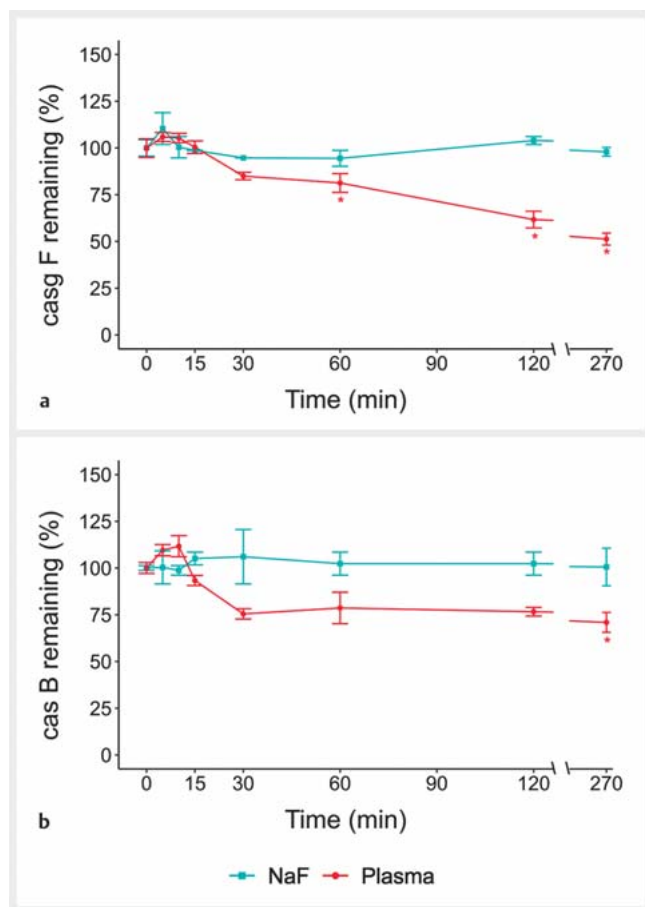 150
125
100
75
50
25
0
casg F remaining (%)
* * *
0 15 30 60 90 120 270
Time (min)
a
150
125
100
75
50
25
0
cas B remaining (%)
*
0 15 30 60 90 120 270
Time (min)
b
NaF Plasma